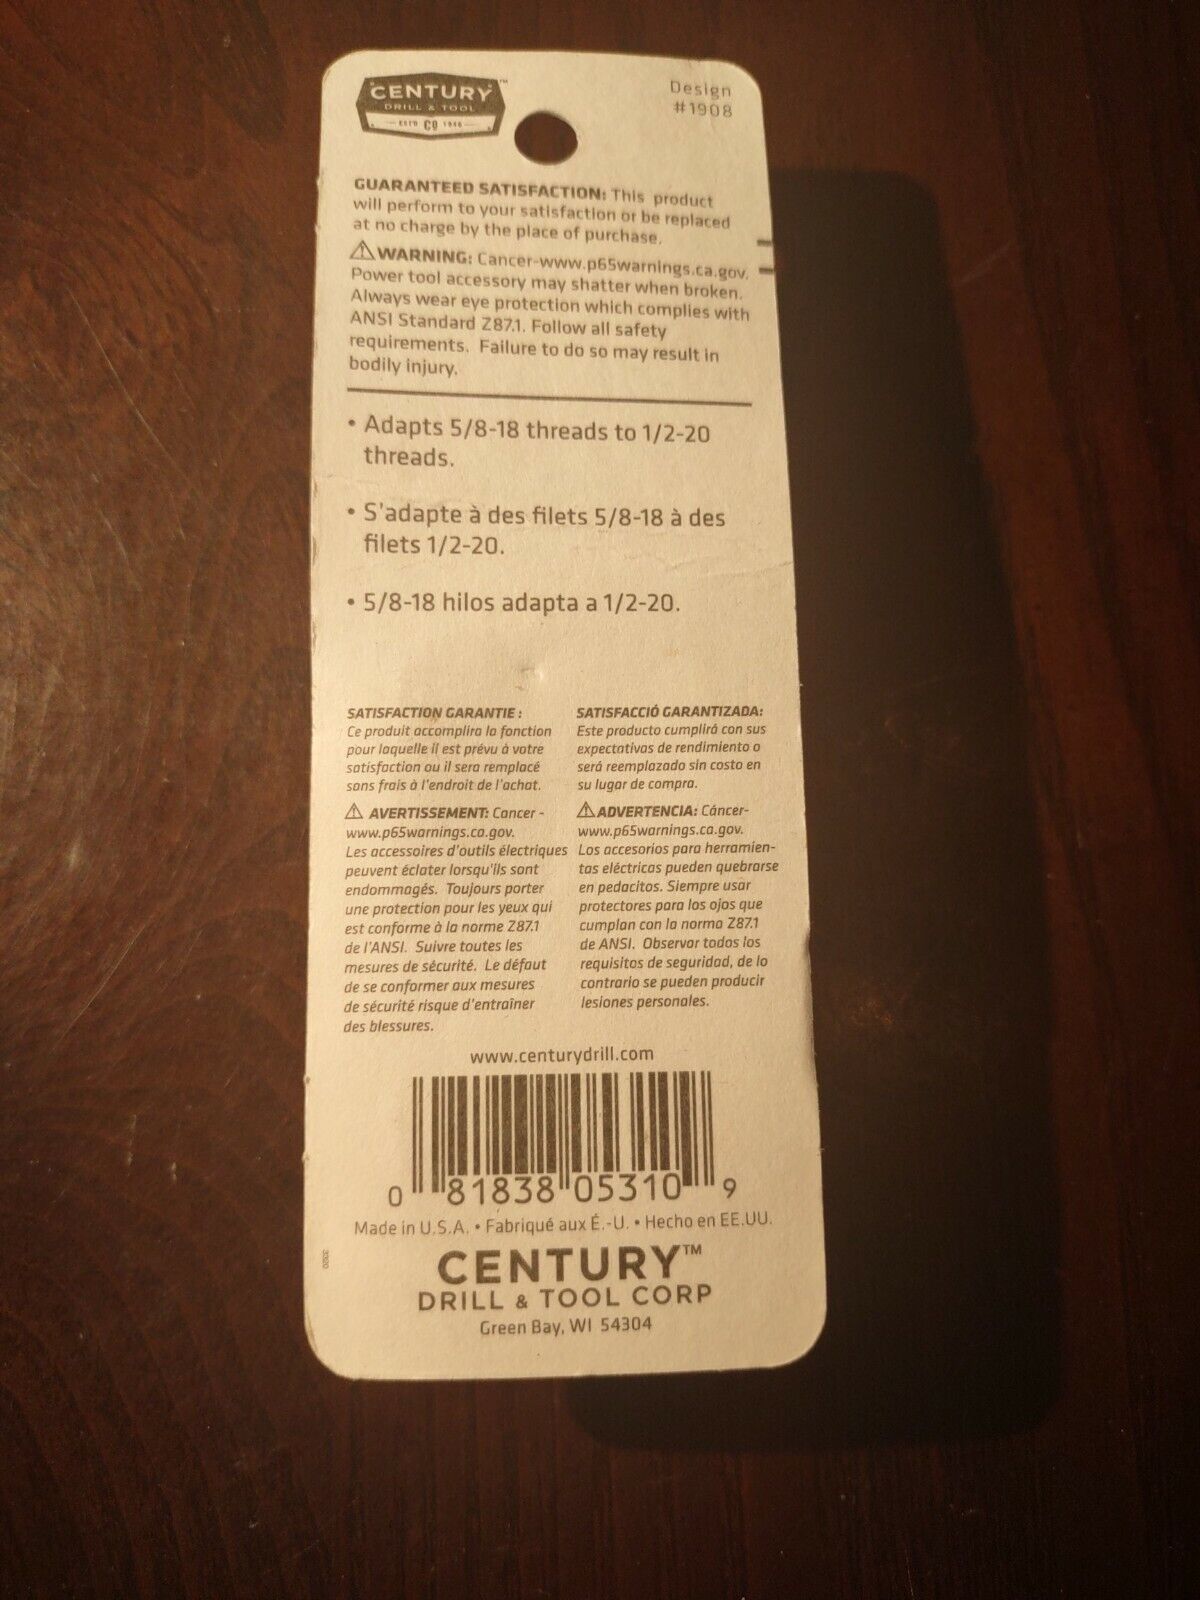 CENTURY™
DRILL & TOOL
ESTD CO 1946
Design
#1908
GUARANTEED SATISFACTION: This product
will perform to your satisfaction or be replaced
at no charge by the place of purchase.
⚠WARNING: Cancer-www.p65warnings.ca.gov.
Power tool accessory may shatter when broken.
Always wear eye protection which complies with
ANSI Standard Z87.1. Follow all safety
requirements. Failure to do so may result in
bodily injury.
• Adapts 5/8-18 threads to 1/2-20
threads.
• S'adapte à des filets 5/8-18 à des
filets 1/2-20.
• 5/8-18 hilos adapta a 1/2-20.
SATISFACTION GARANTIE :
Ce produit accomplira la fonction
pour laquelle il est prévu à votre
satisfaction ou il sera remplacé
sans frais à l'endroit de l'achat.
⚠ AVERTISSEMENT: Cancer -
www.p65warnings.ca.gov.
Les accessoires d'outils électriques
peuvent éclater lorsqu'ils sont
endommagés. Toujours porter
une protection pour les yeux qui
est conforme à la norme Z87.1
de l'ANSI. Suivre toutes les
mesures de sécurité. Le défaut
de se conformer aux mesures
de sécurité risque d'entraîner
des blessures.
SATISFACCIÓ GARANTIZADA:
Este producto cumplirá con sus
expectativas de rendimiento o
será reemplazado sin costo en
su lugar de compra.
⚠ADVERTENCIA: Cáncer-
www.p65warnings.ca.gov.
Los accesorios para herramien-
tas eléctricas pueden quebrarse
en pedacitos. Siempre usar
protectores para los ojos que
cumplan con la norma Z87.1
de ANSI. Observar todos los
requisitos de seguridad, de lo
contrario se pueden producir
lesiones personales.
www.centurydrill.com
0 81838 05310 9
Made in U.S.A. • Fabriqué aux É.-U. • Hecho en EE.UU.
CENTURY™
DRILL & TOOL CORP
Green Bay, WI 54304